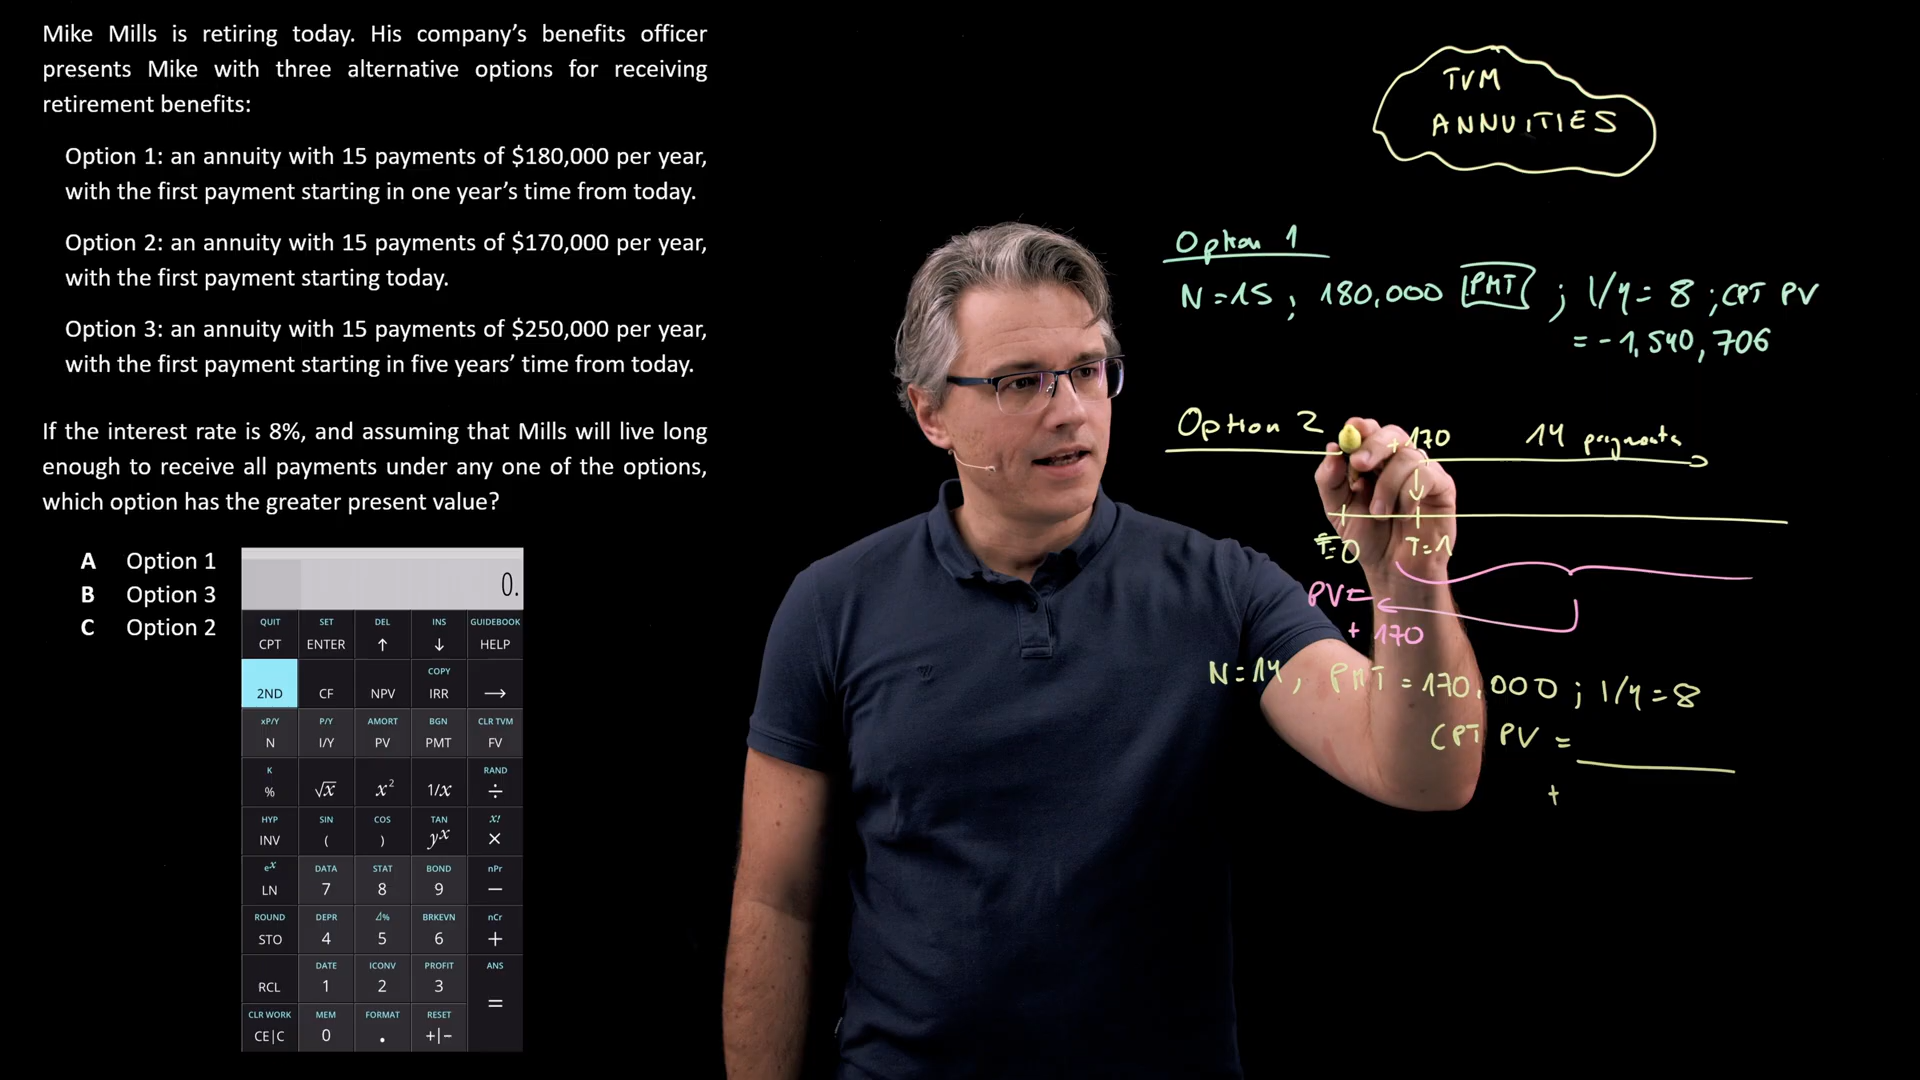 Mike Mills is retiring today. His company's benefits officer
presents Mike with three alternative options for receiving
retirement benefits:
Option 1: an annuity with 15 payments of $180,000 per year,
with the first payment starting in one year's time from today.
Option 2: an annuity with 15 payments of $170,000 per year,
with the first payment starting today.
Option 3: an annuity with 15 payments of $250,000 per year,
with the first payment starting in five years' time from today.
If the interest rate is 8%, and assuming that Mills will live long
enough to receive all payments under any one of the options,
which option has the greater present value?
A Option 1
B Option 3
C Option 2
0.
QUIT SET DEL INS GUIDEBOOK
CPT ENTER ↑ ↓ HELP
COPY
2ND CF NPV IRR →
xP/Y P/Y AMORT BGN CLR TVM
N I/Y PV PMT FV
K RAND
% √x x² 1/x ÷
HYP SIN COS TAN x!
INV ( ) yˣ ×
eˣ DATA STAT BOND nPr
LN 7 8 9 −
ROUND DEPR Δ% BRKEVN nCr
STO 4 5 6 +
DATE ICONV PROFIT ANS
RCL 1 2 3 =
CLR WORK MEM FORMAT RESET
CE|C 0 . +|−
TVM
ANNUITIES
Option 1
N=15; 180,000 PMT; I/Y=8; CPT PV
= -1,540,706
Option 2
+170 14 payments
T=0 T=1
PV=
+ 170
N=14, PMT=170,000; I/Y=8
CPT PV =
+